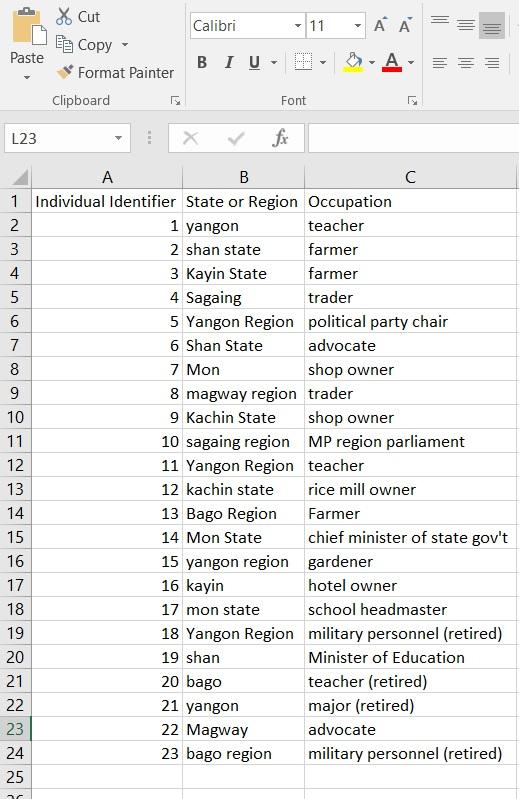 Cut
Calibri 11 A A
Copy
Paste
Format Painter
B I U A
Clipboard Font
L23 fx
A B C
1 Individual Identifier State or Region Occupation
2 1 yangon teacher
3 2 shan state farmer
4 3 Kayin State farmer
5 4 Sagaing trader
6 5 Yangon Region political party chair
7 6 Shan State advocate
8 7 Mon shop owner
9 8 magway region trader
10 9 Kachin State shop owner
11 10 sagaing region MP region parliament
12 11 Yangon Region teacher
13 12 kachin state rice mill owner
14 13 Bago Region Farmer
15 14 Mon State chief minister of state gov't
16 15 yangon region gardener
17 16 kayin hotel owner
18 17 mon state school headmaster
19 18 Yangon Region military personnel (retired)
20 19 shan Minister of Education
21 20 bago teacher (retired)
22 21 yangon major (retired)
23 22 Magway advocate
24 23 bago region military personnel (retired)
25